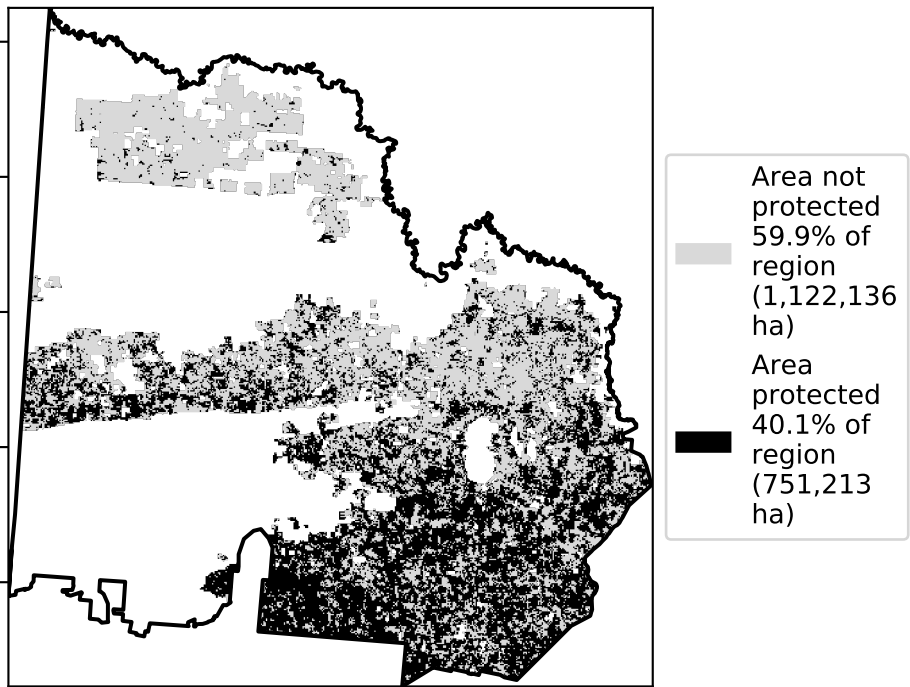 Area not
protected
59.9% of
region
(1,122,136
ha)
Area
protected
40.1% of
region
(751,213
ha)